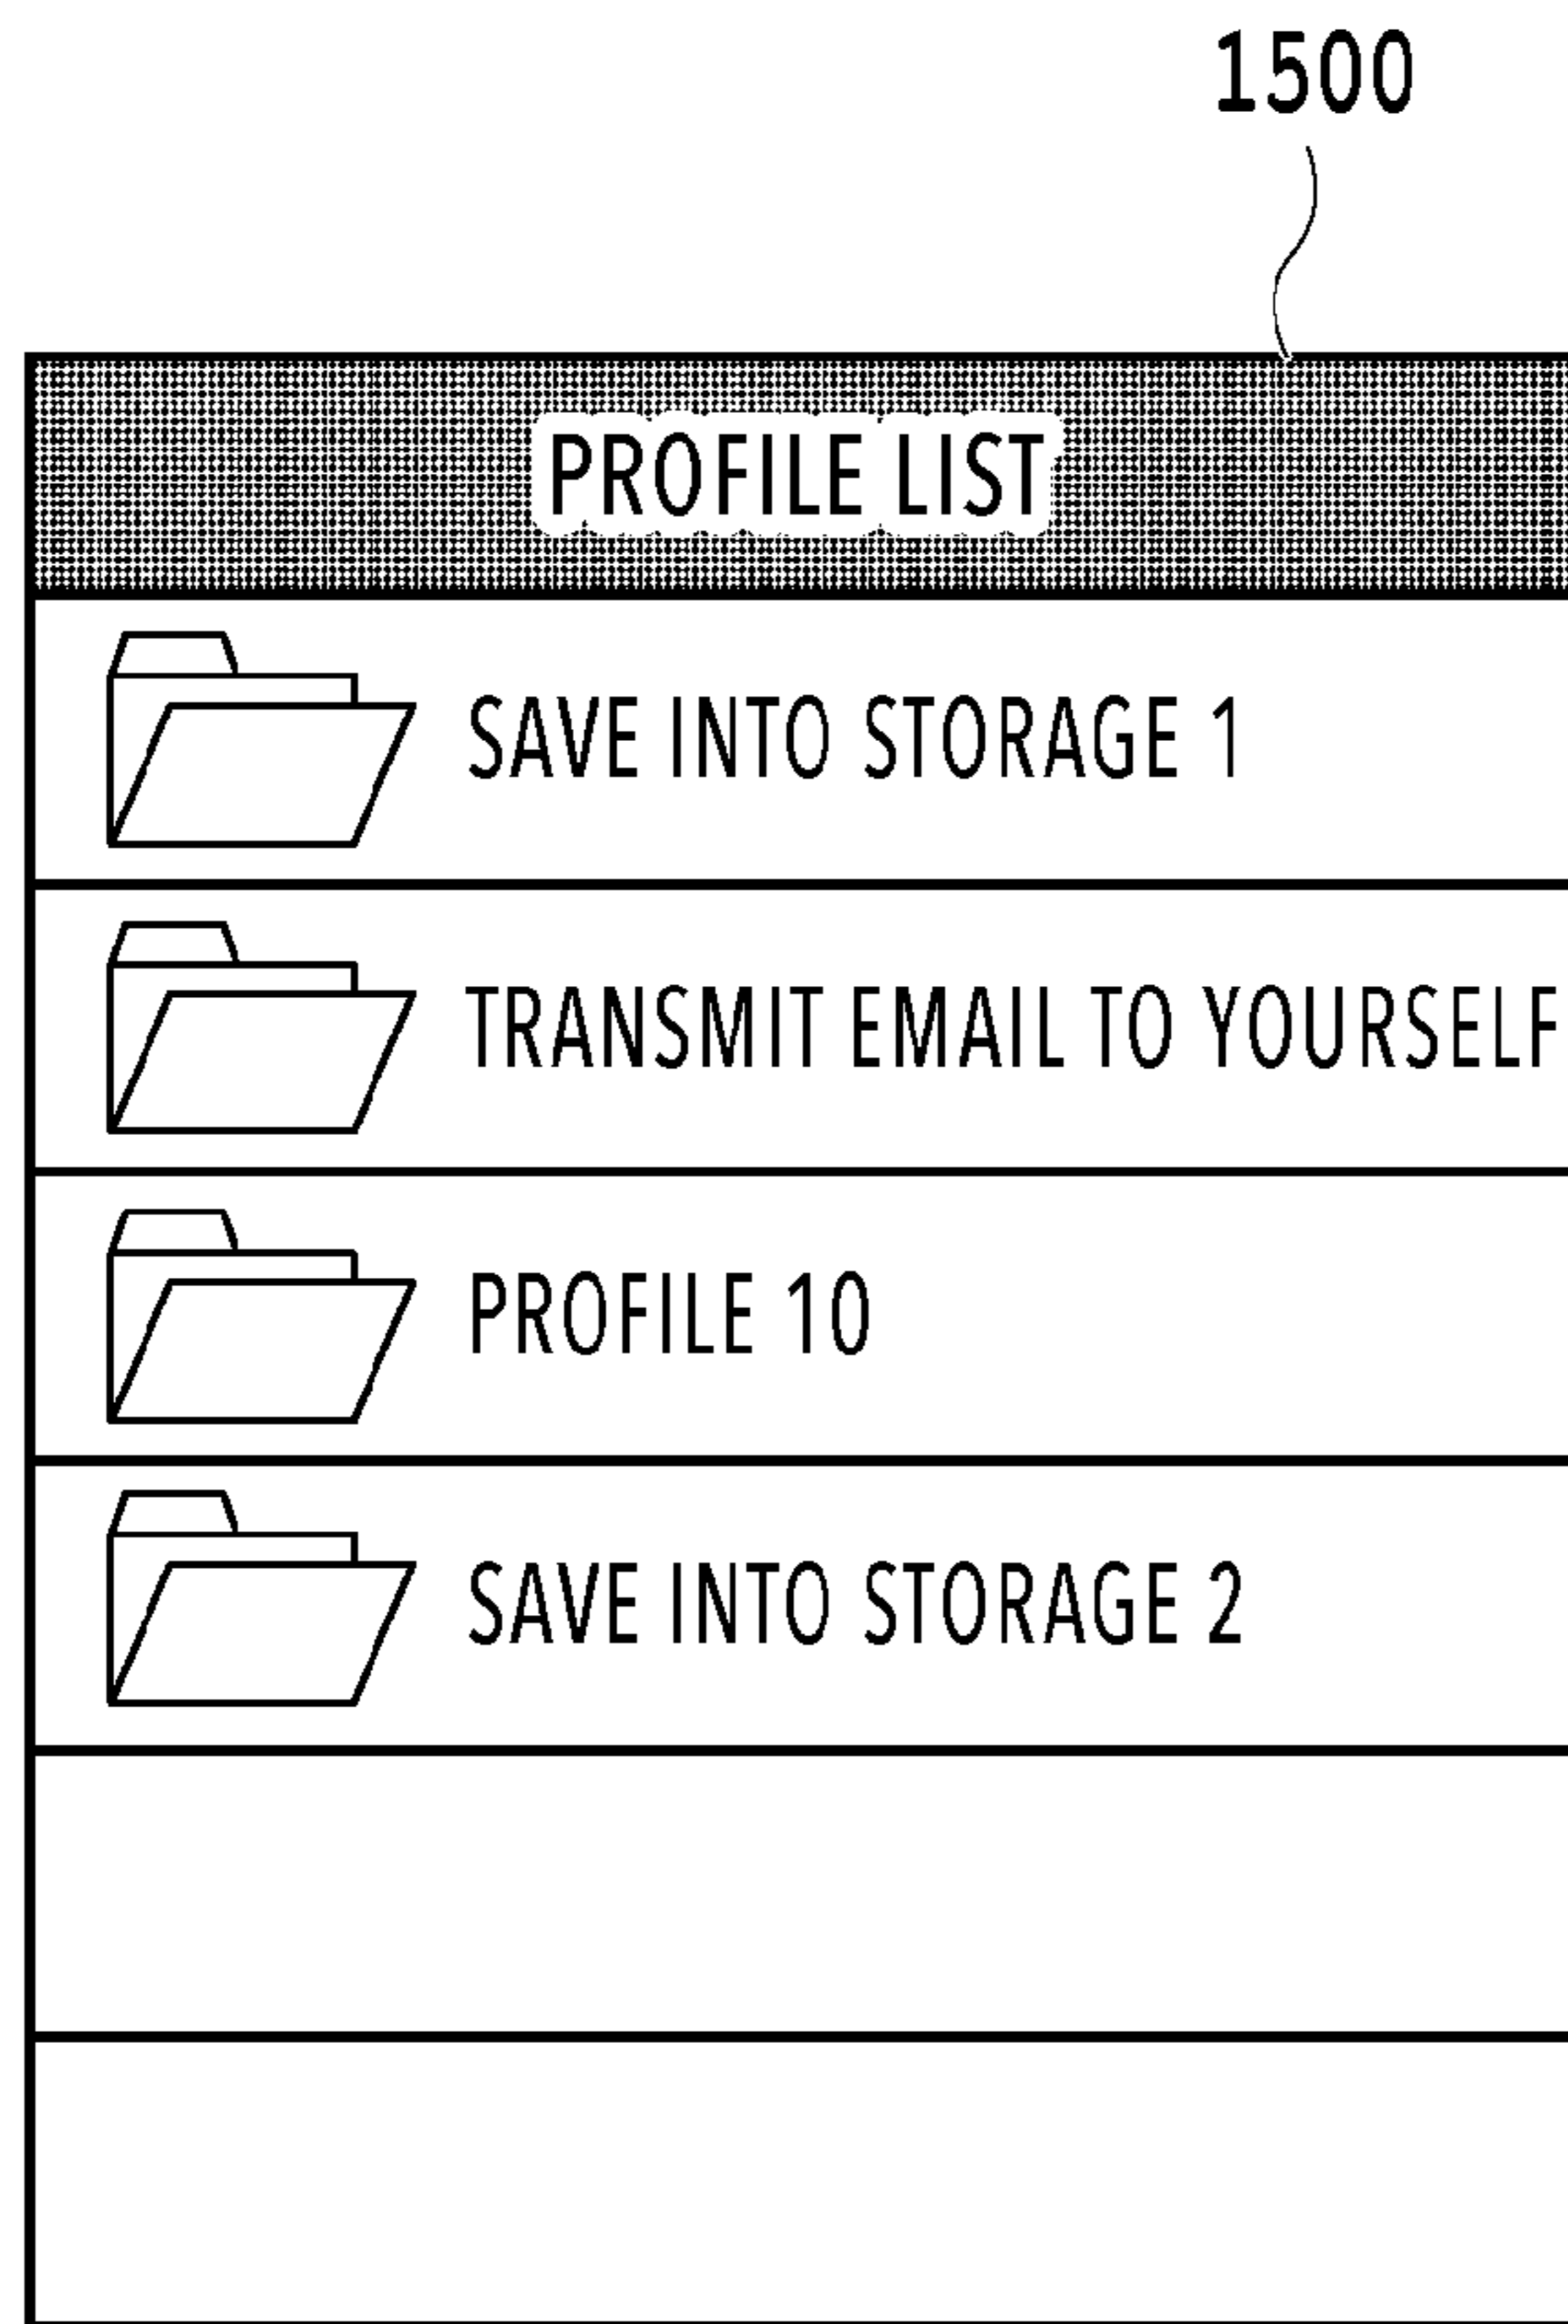 1500
PROFILE LIST
SAVE INTO STORAGE 1
TRANSMIT EMAIL TO YOURSELF
PROFILE 10
SAVE INTO STORAGE 2